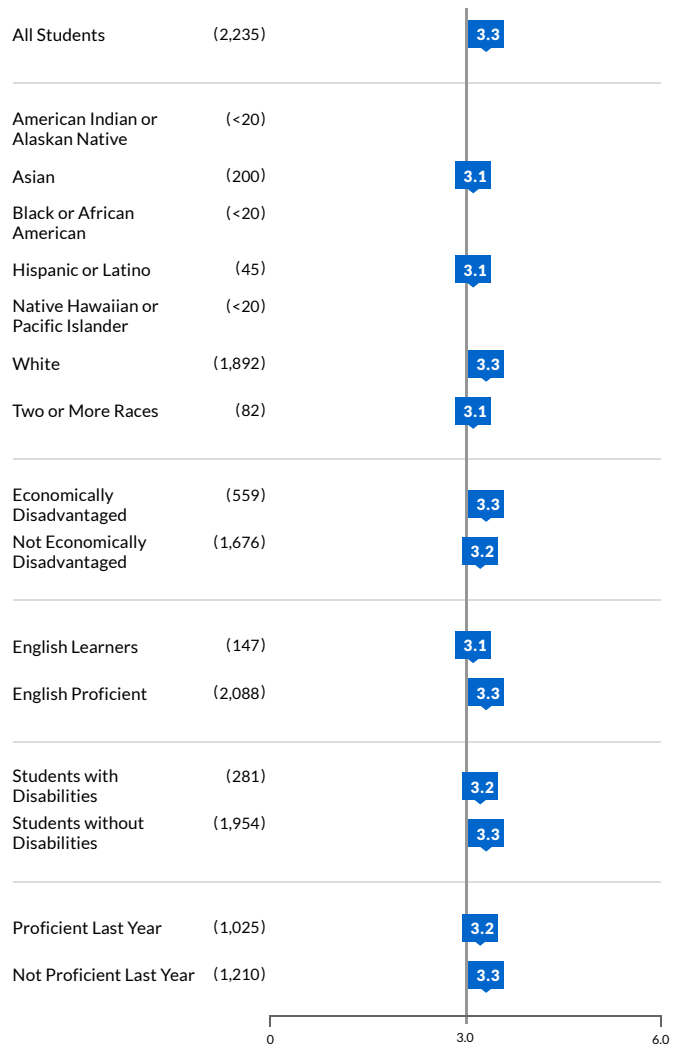 All Students (2,235) 3.3
American Indian or (<20)
Alaskan Native
Asian (200) 3.1
Black or African (<20)
American
Hispanic or Latino (45) 3.1
Native Hawaiian or (<20)
Pacific Islander
White (1,892) 3.3
Two or More Races (82) 3.1
Economically (559) 3.3
Disadvantaged
Not Economically (1,676) 3.2
Disadvantaged
English Learners (147) 3.1
English Proficient (2,088) 3.3
Students with (281) 3.2
Disabilities
Students without (1,954) 3.3
Disabilities
Proficient Last Year (1,025) 3.2
Not Proficient Last Year (1,210) 3.3
0 3.0 6.0